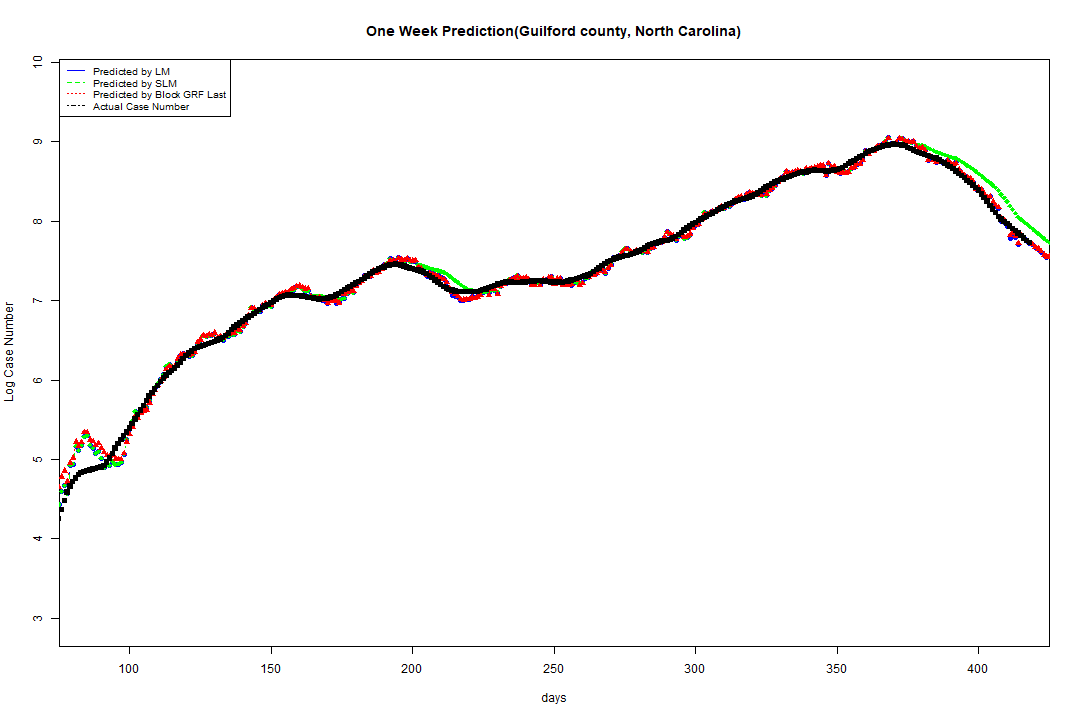 One Week Prediction(Guilford county, North Carolina)
Predicted by LM
Predicted by SLM
Predicted by Block GRF Last
Actual Case Number
Log Case Number
10
9
8
7
6
5
4
3
100 150 200 250 300 350 400
days